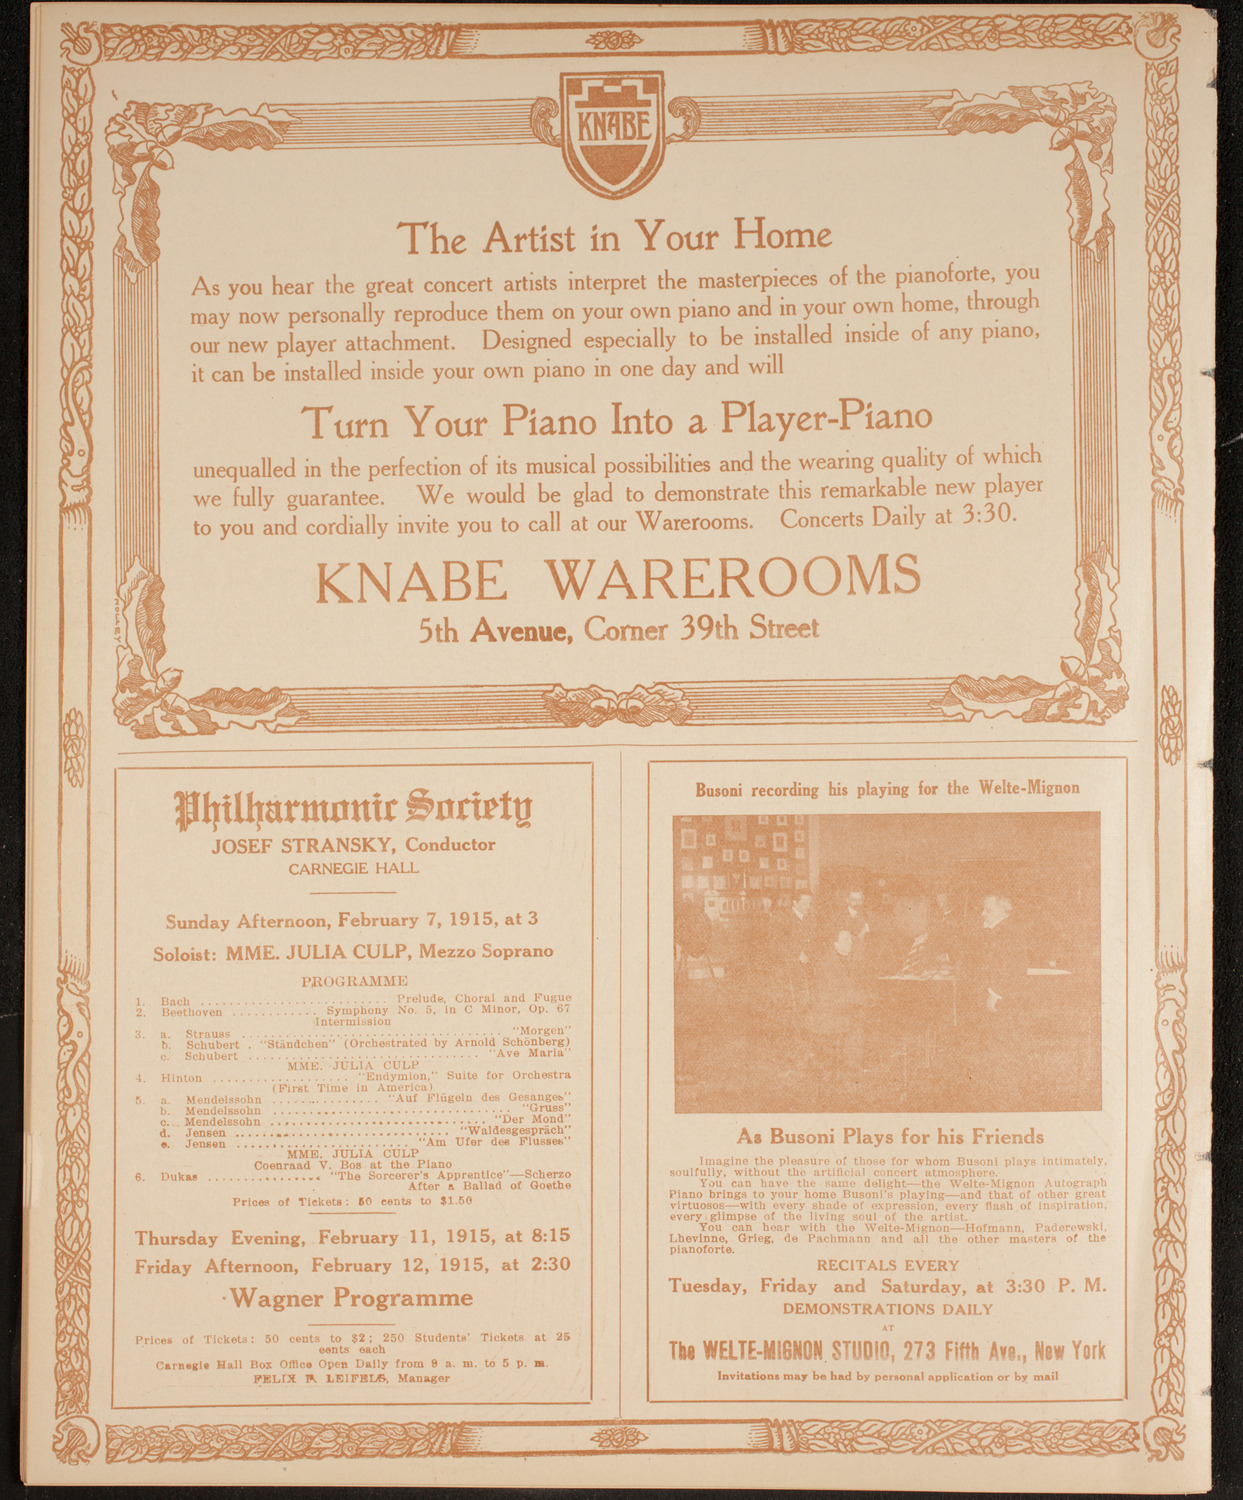 KNABE
The Artist in Your Home
As you hear the great concert artists interpret the masterpieces of the pianoforte, you
may now personally reproduce them on your own piano and in your own home, through
our new player attachment. Designed especially to be installed inside of any piano,
it can be installed inside your own piano in one day and will
Turn Your Piano Into a Player-Piano
unequalled in the perfection of its musical possibilities and the wearing quality of which
we fully guarantee. We would be glad to demonstrate this remarkable new player
to you and cordially invite you to call at our Warerooms. Concerts Daily at 3:30.
KNABE WAREROOMS
5th Avenue, Corner 39th Street
NOLLEY
Philharmonic Society
JOSEF STRANSKY, Conductor
CARNEGIE HALL
Sunday Afternoon, February 7, 1915, at 3
Soloist: MME. JULIA CULP, Mezzo Soprano
PROGRAMME
1. Bach .......................... Prelude, Choral and Fugue
2. Beethoven ............ Symphony No. 5, in C Minor, Op. 67
Intermission
3. a. Strauss .................................... "Morgen"
b. Schubert . "Ständchen" (Orchestrated by Arnold Schönberg)
c. Schubert ................................ "Ave Maria"
MME. JULIA CULP
4. Hinton ................... "Endymion," Suite for Orchestra
(First Time in America)
5. a. Mendelssohn ............... "Auf Flügeln des Gesanges"
b. Mendelssohn ................................. "Gruss"
c. Mendelssohn .............................. "Der Mond"
d. Jensen .............................. "Waldesgespräch"
e. Jensen ........................ "Am Ufer des Flusses"
MME. JULIA CULP
Coenraad V. Bos at the Piano
6. Dukas ................ "The Sorcerer's Apprentice"—Scherzo
After a Ballad of Goethe
Prices of Tickets: 50 cents to $1.50
Thursday Evening, February 11, 1915, at 8:15
Friday Afternoon, February 12, 1915, at 2:30
Wagner Programme
Prices of Tickets: 50 cents to $2; 250 Students' Tickets at 25
cents each
Carnegie Hall Box Office Open Daily from 9 a. m. to 5 p. m.
FELIX F. LEIFELS, Manager
Busoni recording his playing for the Welte-Mignon
As Busoni Plays for his Friends
Imagine the pleasure of those for whom Busoni plays intimately,
soulfully, without the artificial concert atmosphere.
You can have the same delight—the Welte-Mignon Autograph
Piano brings to your home Busoni's playing—and that of other great
virtuosos—with every shade of expression, every flash of inspiration,
every glimpse of the living soul of the artist.
You can hear with the Welte-Mignon—Hofmann, Paderewski,
Lhevinne, Grieg, de Pachmann and all the other masters of the
pianoforte.
RECITALS EVERY
Tuesday, Friday and Saturday, at 3:30 P. M.
DEMONSTRATIONS DAILY
AT
The WELTE-MIGNON STUDIO, 273 Fifth Ave., New York
Invitations may be had by personal application or by mail